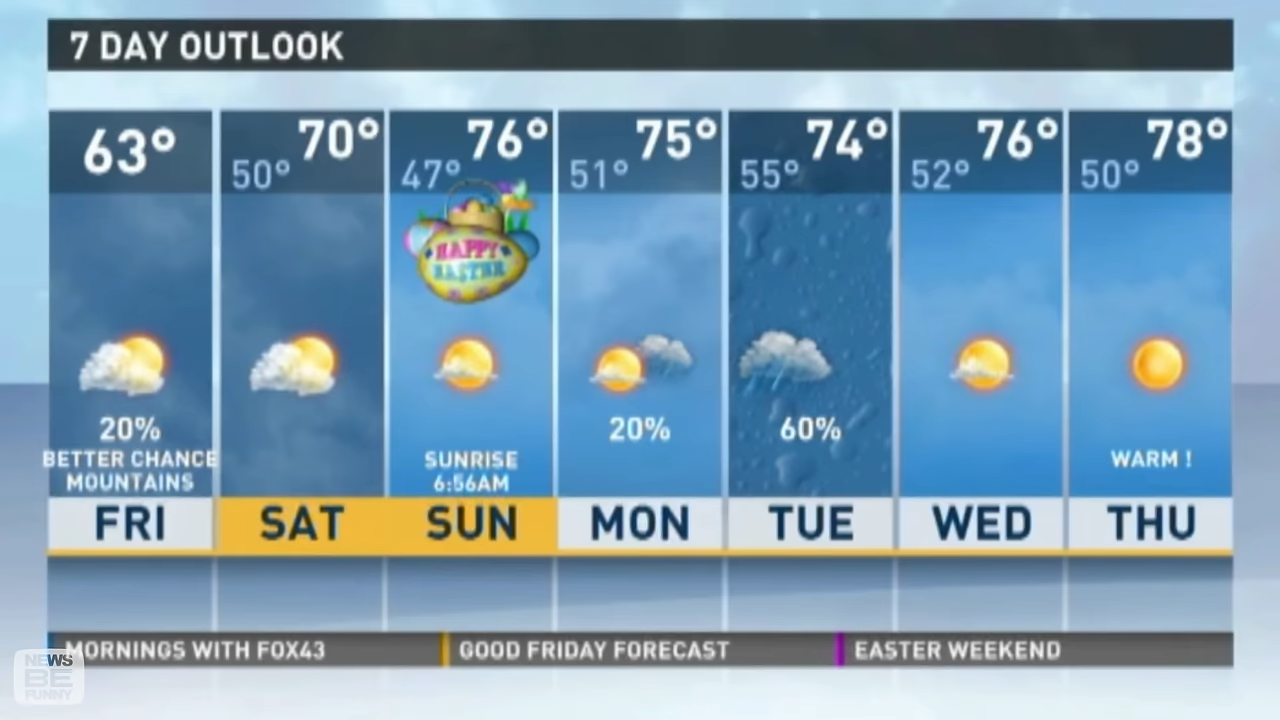 7 DAY OUTLOOK
63°
70°
50°
76°
47°
75°
51°
74°
55°
76°
52°
78°
50°
HAPPY
EASTER
20%
BETTER CHANCE
MOUNTAINS
SUNRISE
6:56AM
20%
60%
WARM !
FRI SAT SUN MON TUE WED THU
MORNINGS WITH FOX43 GOOD FRIDAY FORECAST EASTER WEEKEND
NEWS
BE
FUNNY